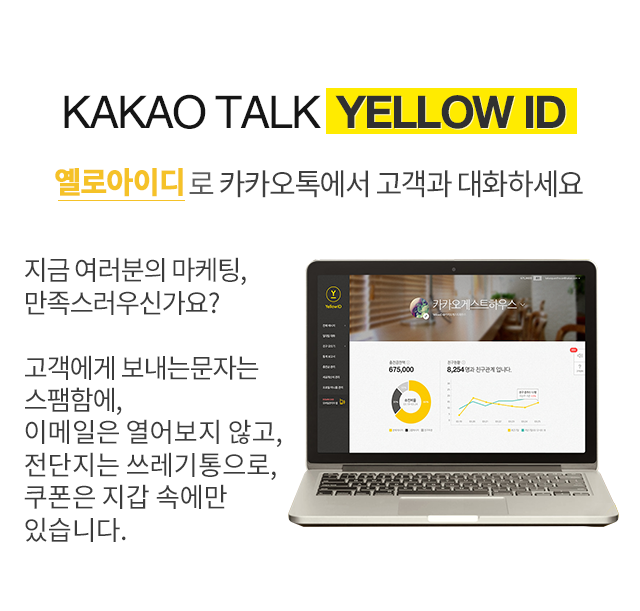 KAKAO TALK YELLOW ID
옐로아이디로 카카오톡에서 고객과 대화하세요
지금 여러분의 마케팅,
만족스러우신가요?
고객에게 보내는문자는
스팸함에,
이메일은 열어보지 않고,
전단지는 쓰레기통으로,
쿠폰은 지갑 속에만
있습니다.
YellowID
카카오게스트하우스
675,000
8,254명과 친구관계 입니다.